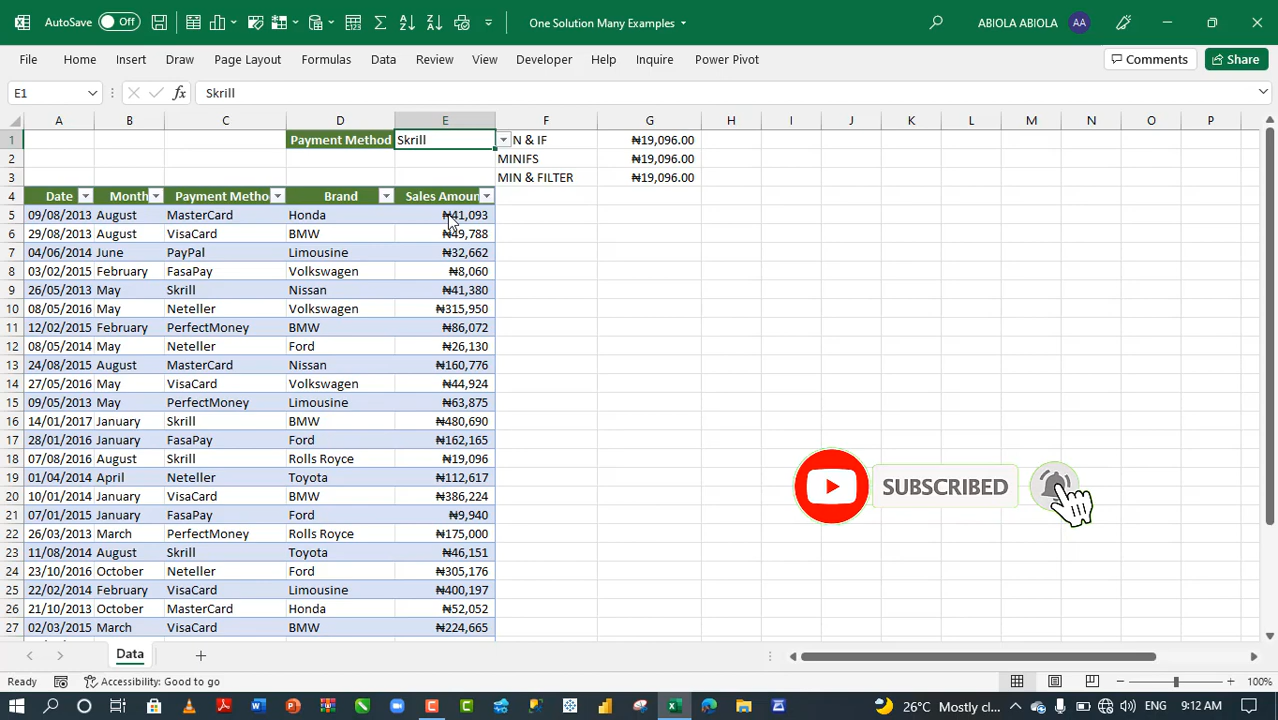 AutoSave Off One Solution Many Examples ABIOLA ABIOLA AA
File Home Insert Draw Page Layout Formulas Data Review View Developer Help Inquire Power Pivot Comments Share
E1 fx Skrill
A B C D E F G H I J K L M N O P
1 Payment Method Skrill N & IF ₦19,096.00
2 MINIFS ₦19,096.00
3 MIN & FILTER ₦19,096.00
4 Date Month Payment Metho Brand Sales Amoun
5 09/08/2013 August MasterCard Honda ₦41,093
6 29/08/2013 August VisaCard BMW ₦49,788
7 04/06/2014 June PayPal Limousine ₦32,662
8 03/02/2015 February FasaPay Volkswagen ₦8,060
9 26/05/2013 May Skrill Nissan ₦41,380
10 08/05/2016 May Neteller Volkswagen ₦315,950
11 12/02/2015 February PerfectMoney BMW ₦86,072
12 08/05/2014 May Neteller Ford ₦26,130
13 24/08/2015 August MasterCard Nissan ₦160,776
14 27/05/2016 May VisaCard Volkswagen ₦44,924
15 09/05/2013 May PerfectMoney Limousine ₦63,875
16 14/01/2017 January Skrill BMW ₦480,690
17 28/01/2016 January FasaPay Ford ₦162,165
18 07/08/2016 August Skrill Rolls Royce ₦19,096
19 01/04/2014 April Neteller Toyota ₦112,617
20 10/01/2014 January VisaCard BMW ₦386,224
21 07/01/2015 January FasaPay Ford ₦9,940
22 26/03/2013 March PerfectMoney Rolls Royce ₦175,000
23 11/08/2014 August Skrill Toyota ₦46,151
24 23/10/2016 October Neteller Ford ₦305,176
25 22/02/2014 February VisaCard Limousine ₦400,197
26 21/10/2013 October MasterCard Honda ₦52,052
27 02/03/2015 March VisaCard BMW ₦224,665
SUBSCRIBED
Data
Ready Accessibility: Good to go 100%
26°C Mostly cl... ENG 9:12 AM